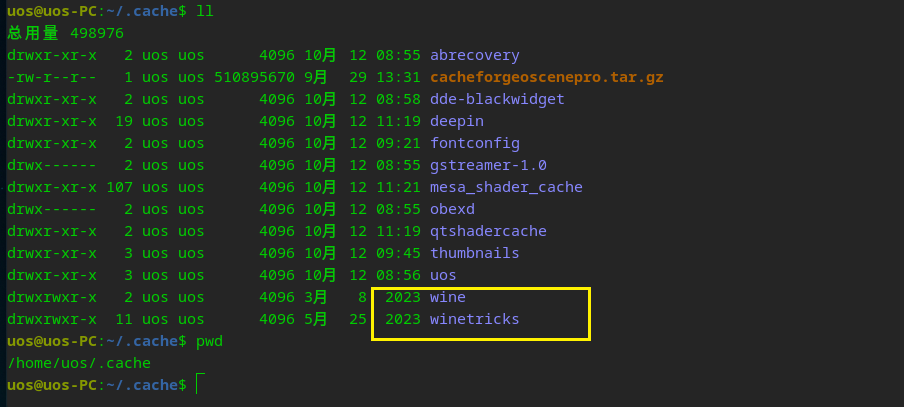 uos@uos-PC:~/.cache$ ll
总用量 498976
drwxr-xr-x   2 uos uos      4096 10月  12 08:55 abrecovery
-rw-r--r--   1 uos uos 510895670 9月   29 13:31 cacheforgeoscenepro.tar.gz
drwxr-xr-x   2 uos uos      4096 10月  12 08:58 dde-blackwidget
drwxr-xr-x  19 uos uos      4096 10月  12 11:19 deepin
drwxr-xr-x   2 uos uos      4096 10月  12 09:21 fontconfig
drwx------   2 uos uos      4096 10月  12 08:55 gstreamer-1.0
drwxr-xr-x 107 uos uos      4096 10月  12 11:21 mesa_shader_cache
drwx------   2 uos uos      4096 10月  12 08:55 obexd
drwxr-xr-x   2 uos uos      4096 10月  12 11:19 qtshadercache
drwxr-xr-x   3 uos uos      4096 10月  12 09:45 thumbnails
drwxr-xr-x   3 uos uos      4096 10月  12 08:56 uos
drwxrwxr-x   2 uos uos      4096 3月    8  2023 wine
drwxrwxr-x  11 uos uos      4096 5月   25  2023 winetricks
uos@uos-PC:~/.cache$ pwd
/home/uos/.cache
uos@uos-PC:~/.cache$